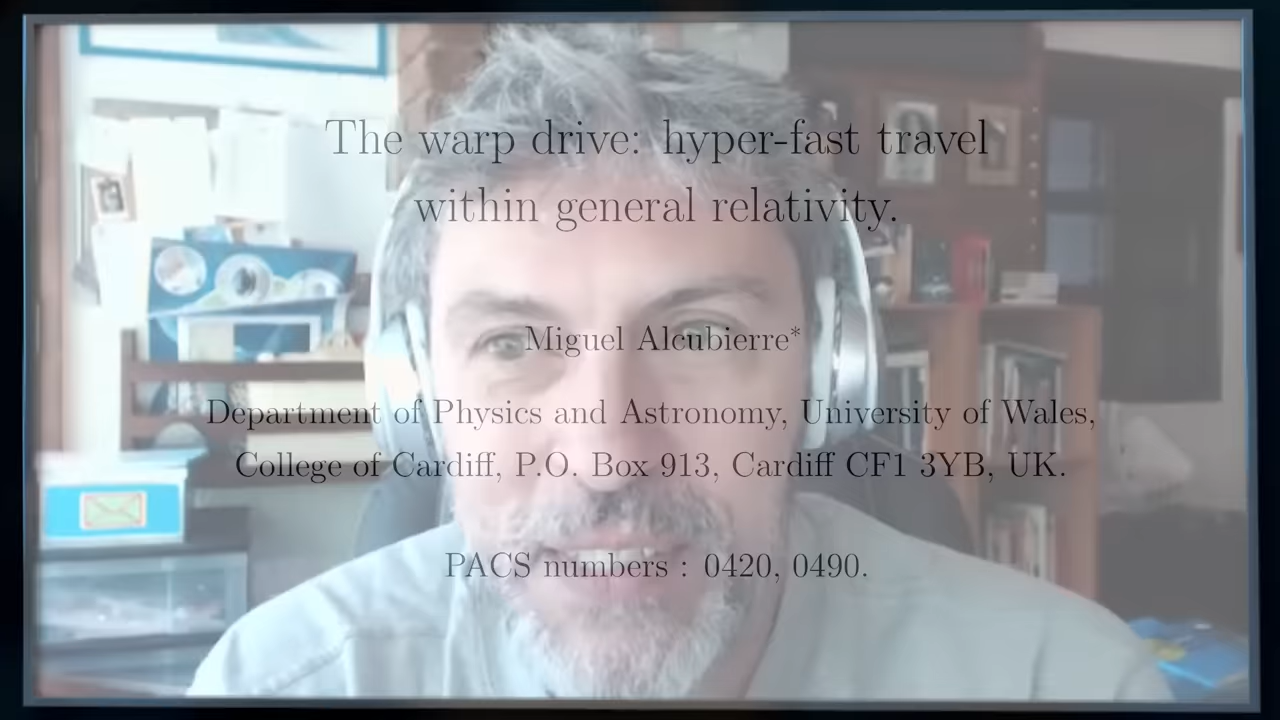 The warp drive: hyper-fast travel
within general relativity.
Miguel Alcubierre*
Department of Physics and Astronomy, University of Wales,
College of Cardiff, P.O. Box 913, Cardiff CF1 3YB, UK.
PACS numbers : 0420, 0490.